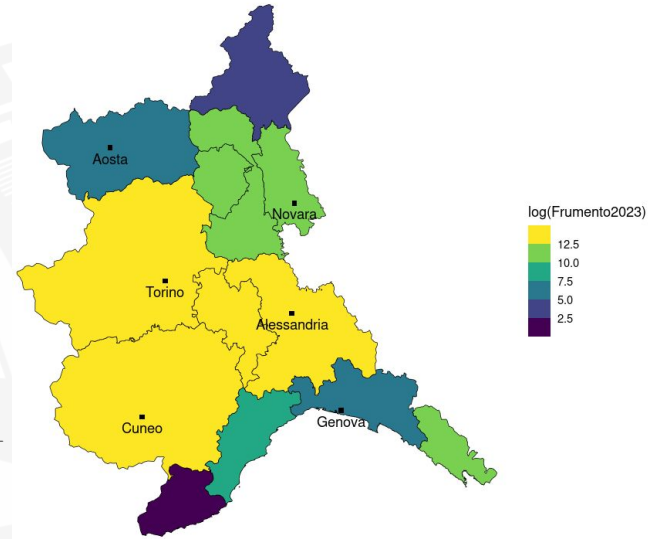 Aosta
Novara
Torino
Alessandria
Cuneo
Genova
log(Frumento2023)
12.5
10.0
7.5
5.0
2.5